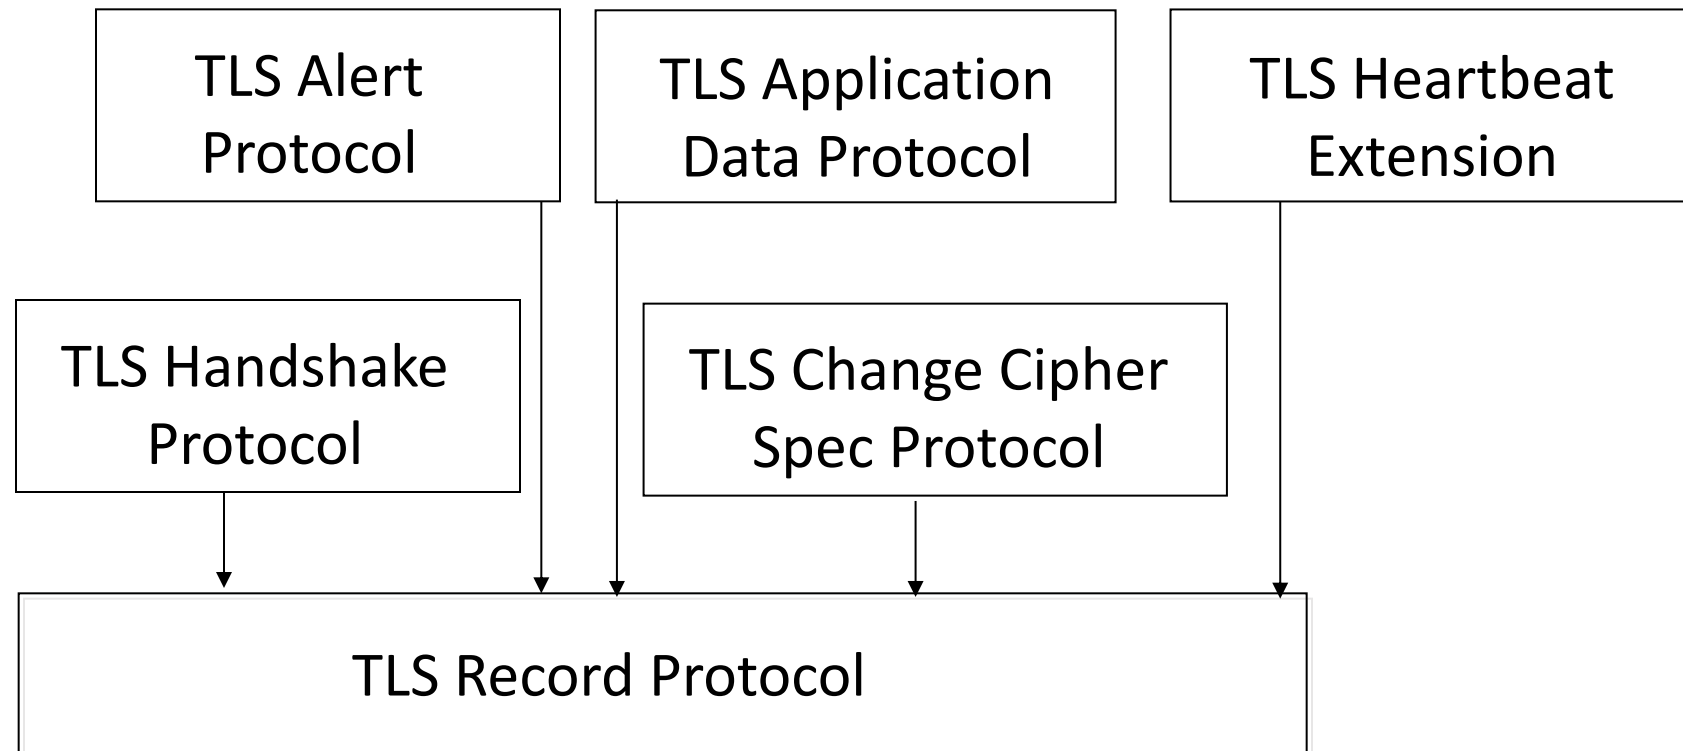 TLS Alert
Protocol
TLS Application
Data Protocol
TLS Heartbeat
Extension
TLS Handshake
Protocol
TLS Change Cipher
Spec Protocol
TLS Record Protocol